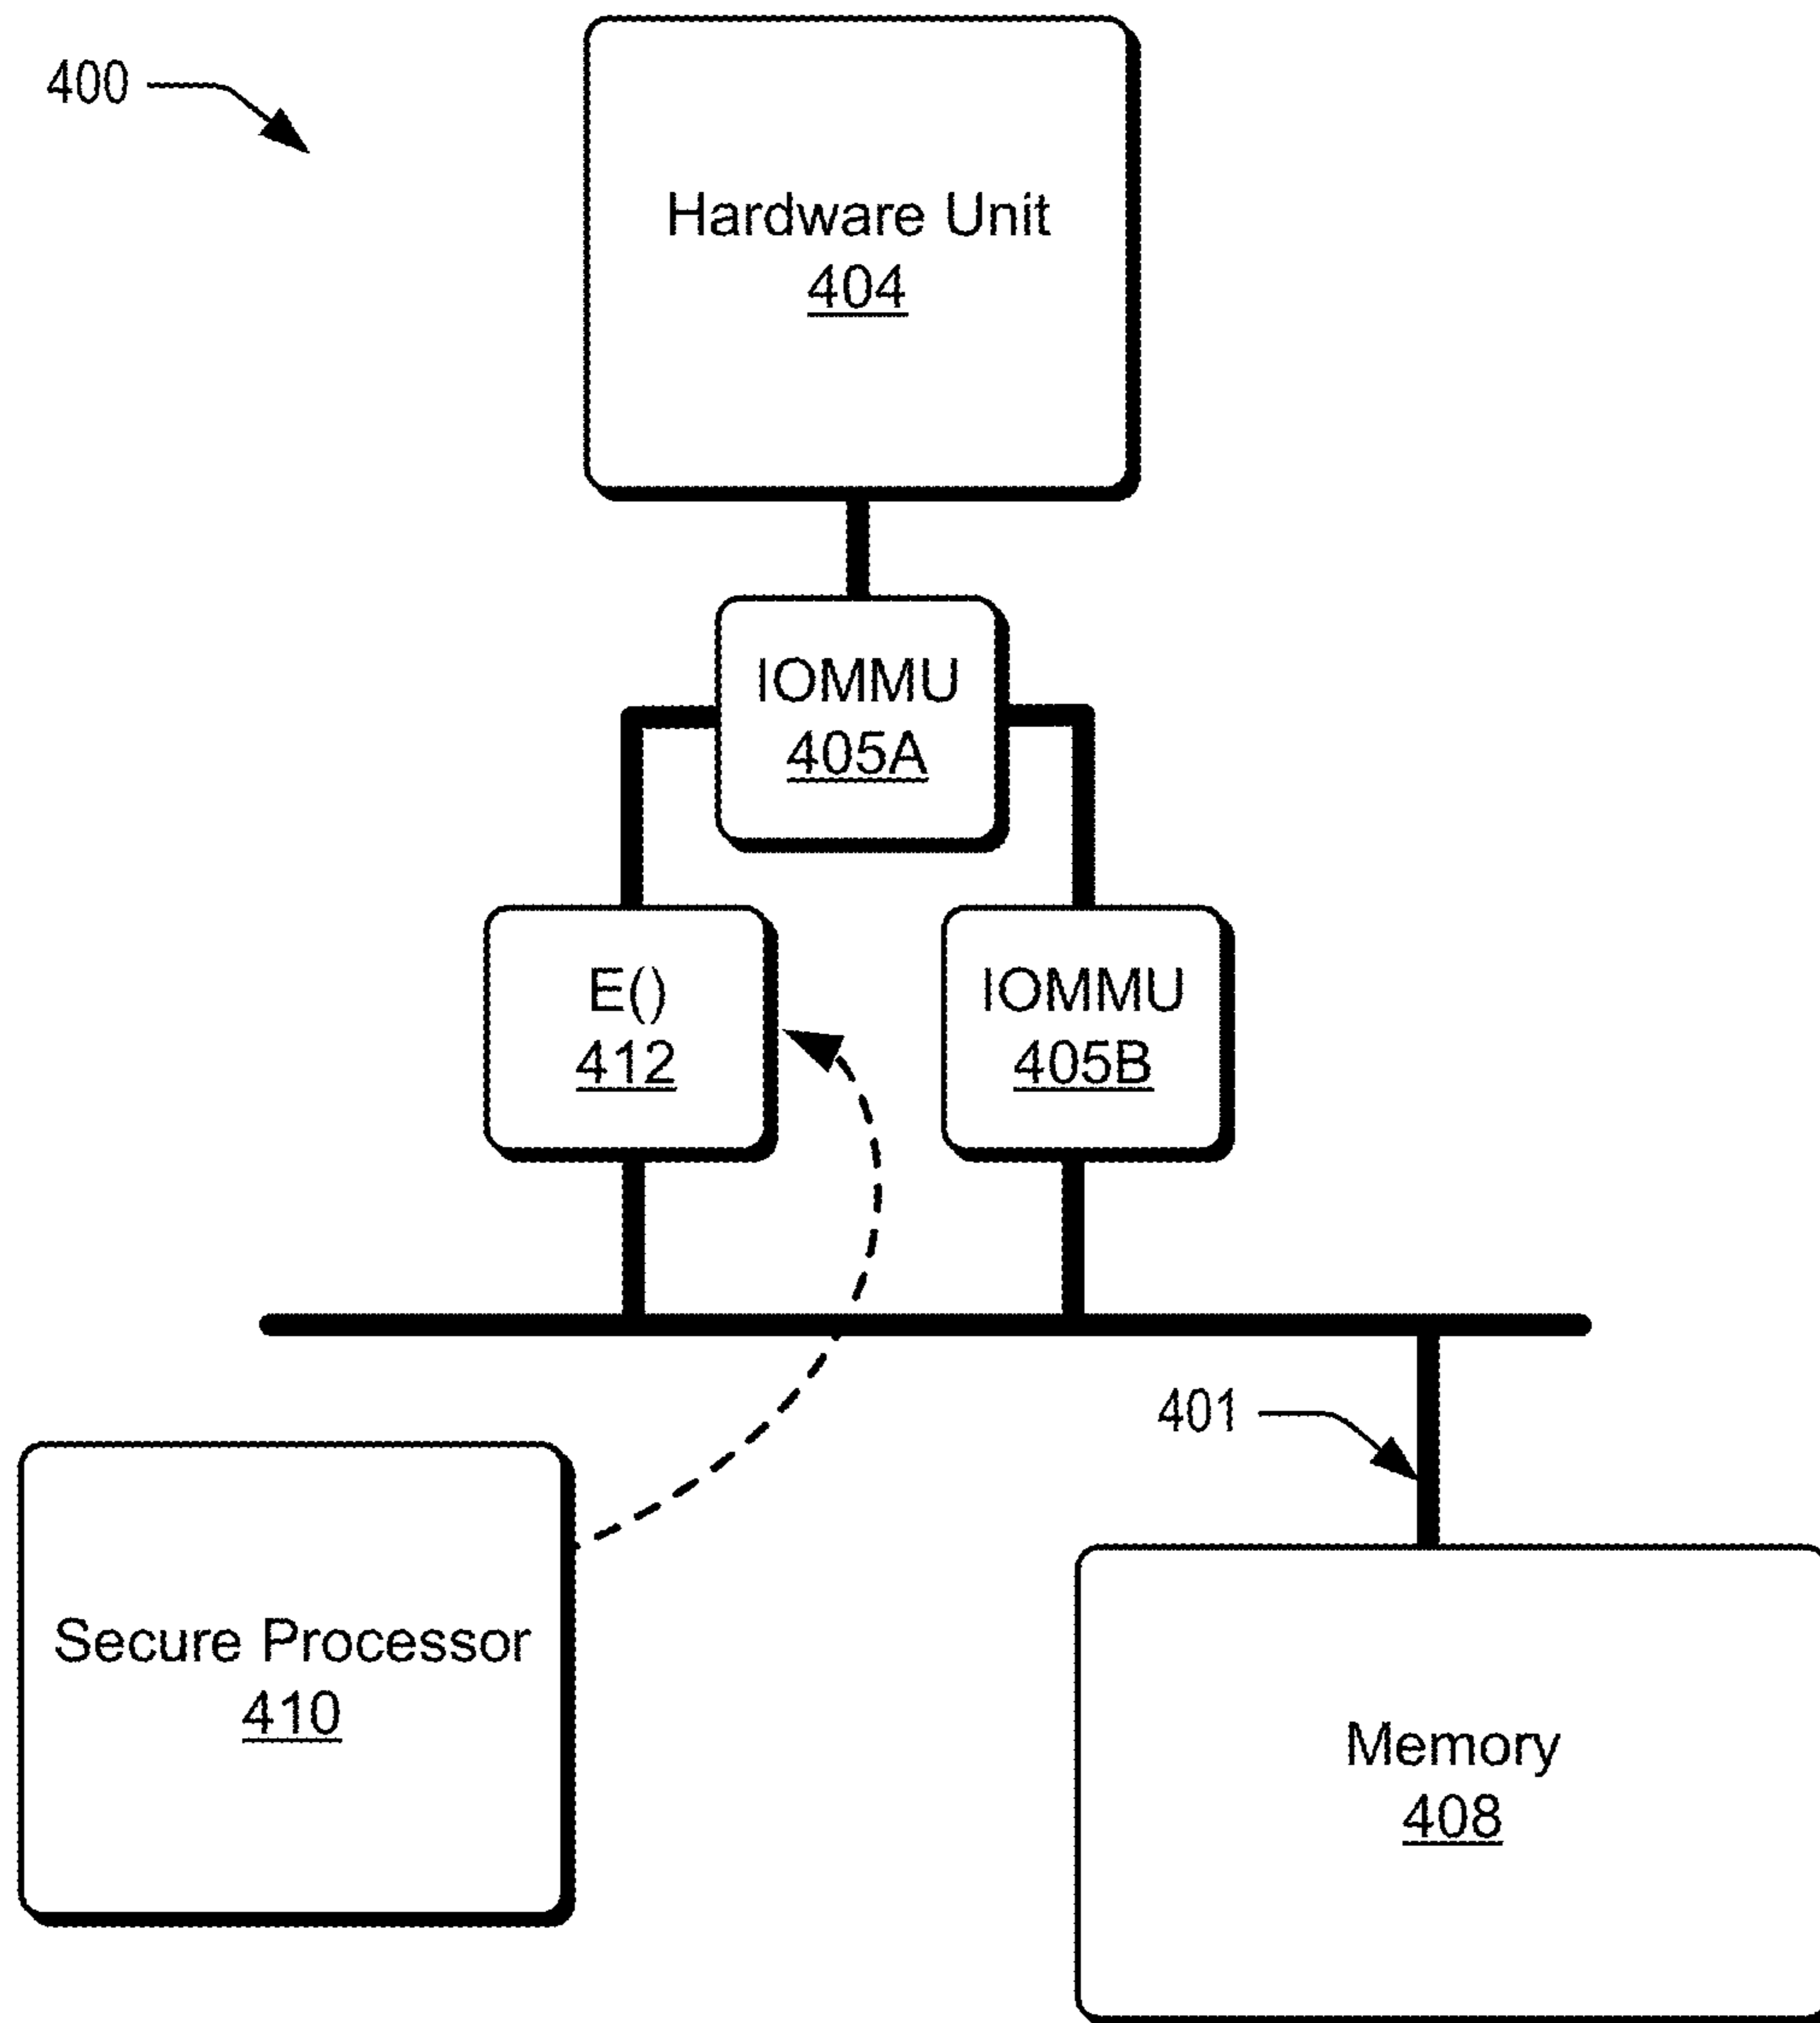 400
Hardware Unit
404
IOMMU
405A
E()
412
IOMMU
405B
401
Secure Processor
410
Memory
408